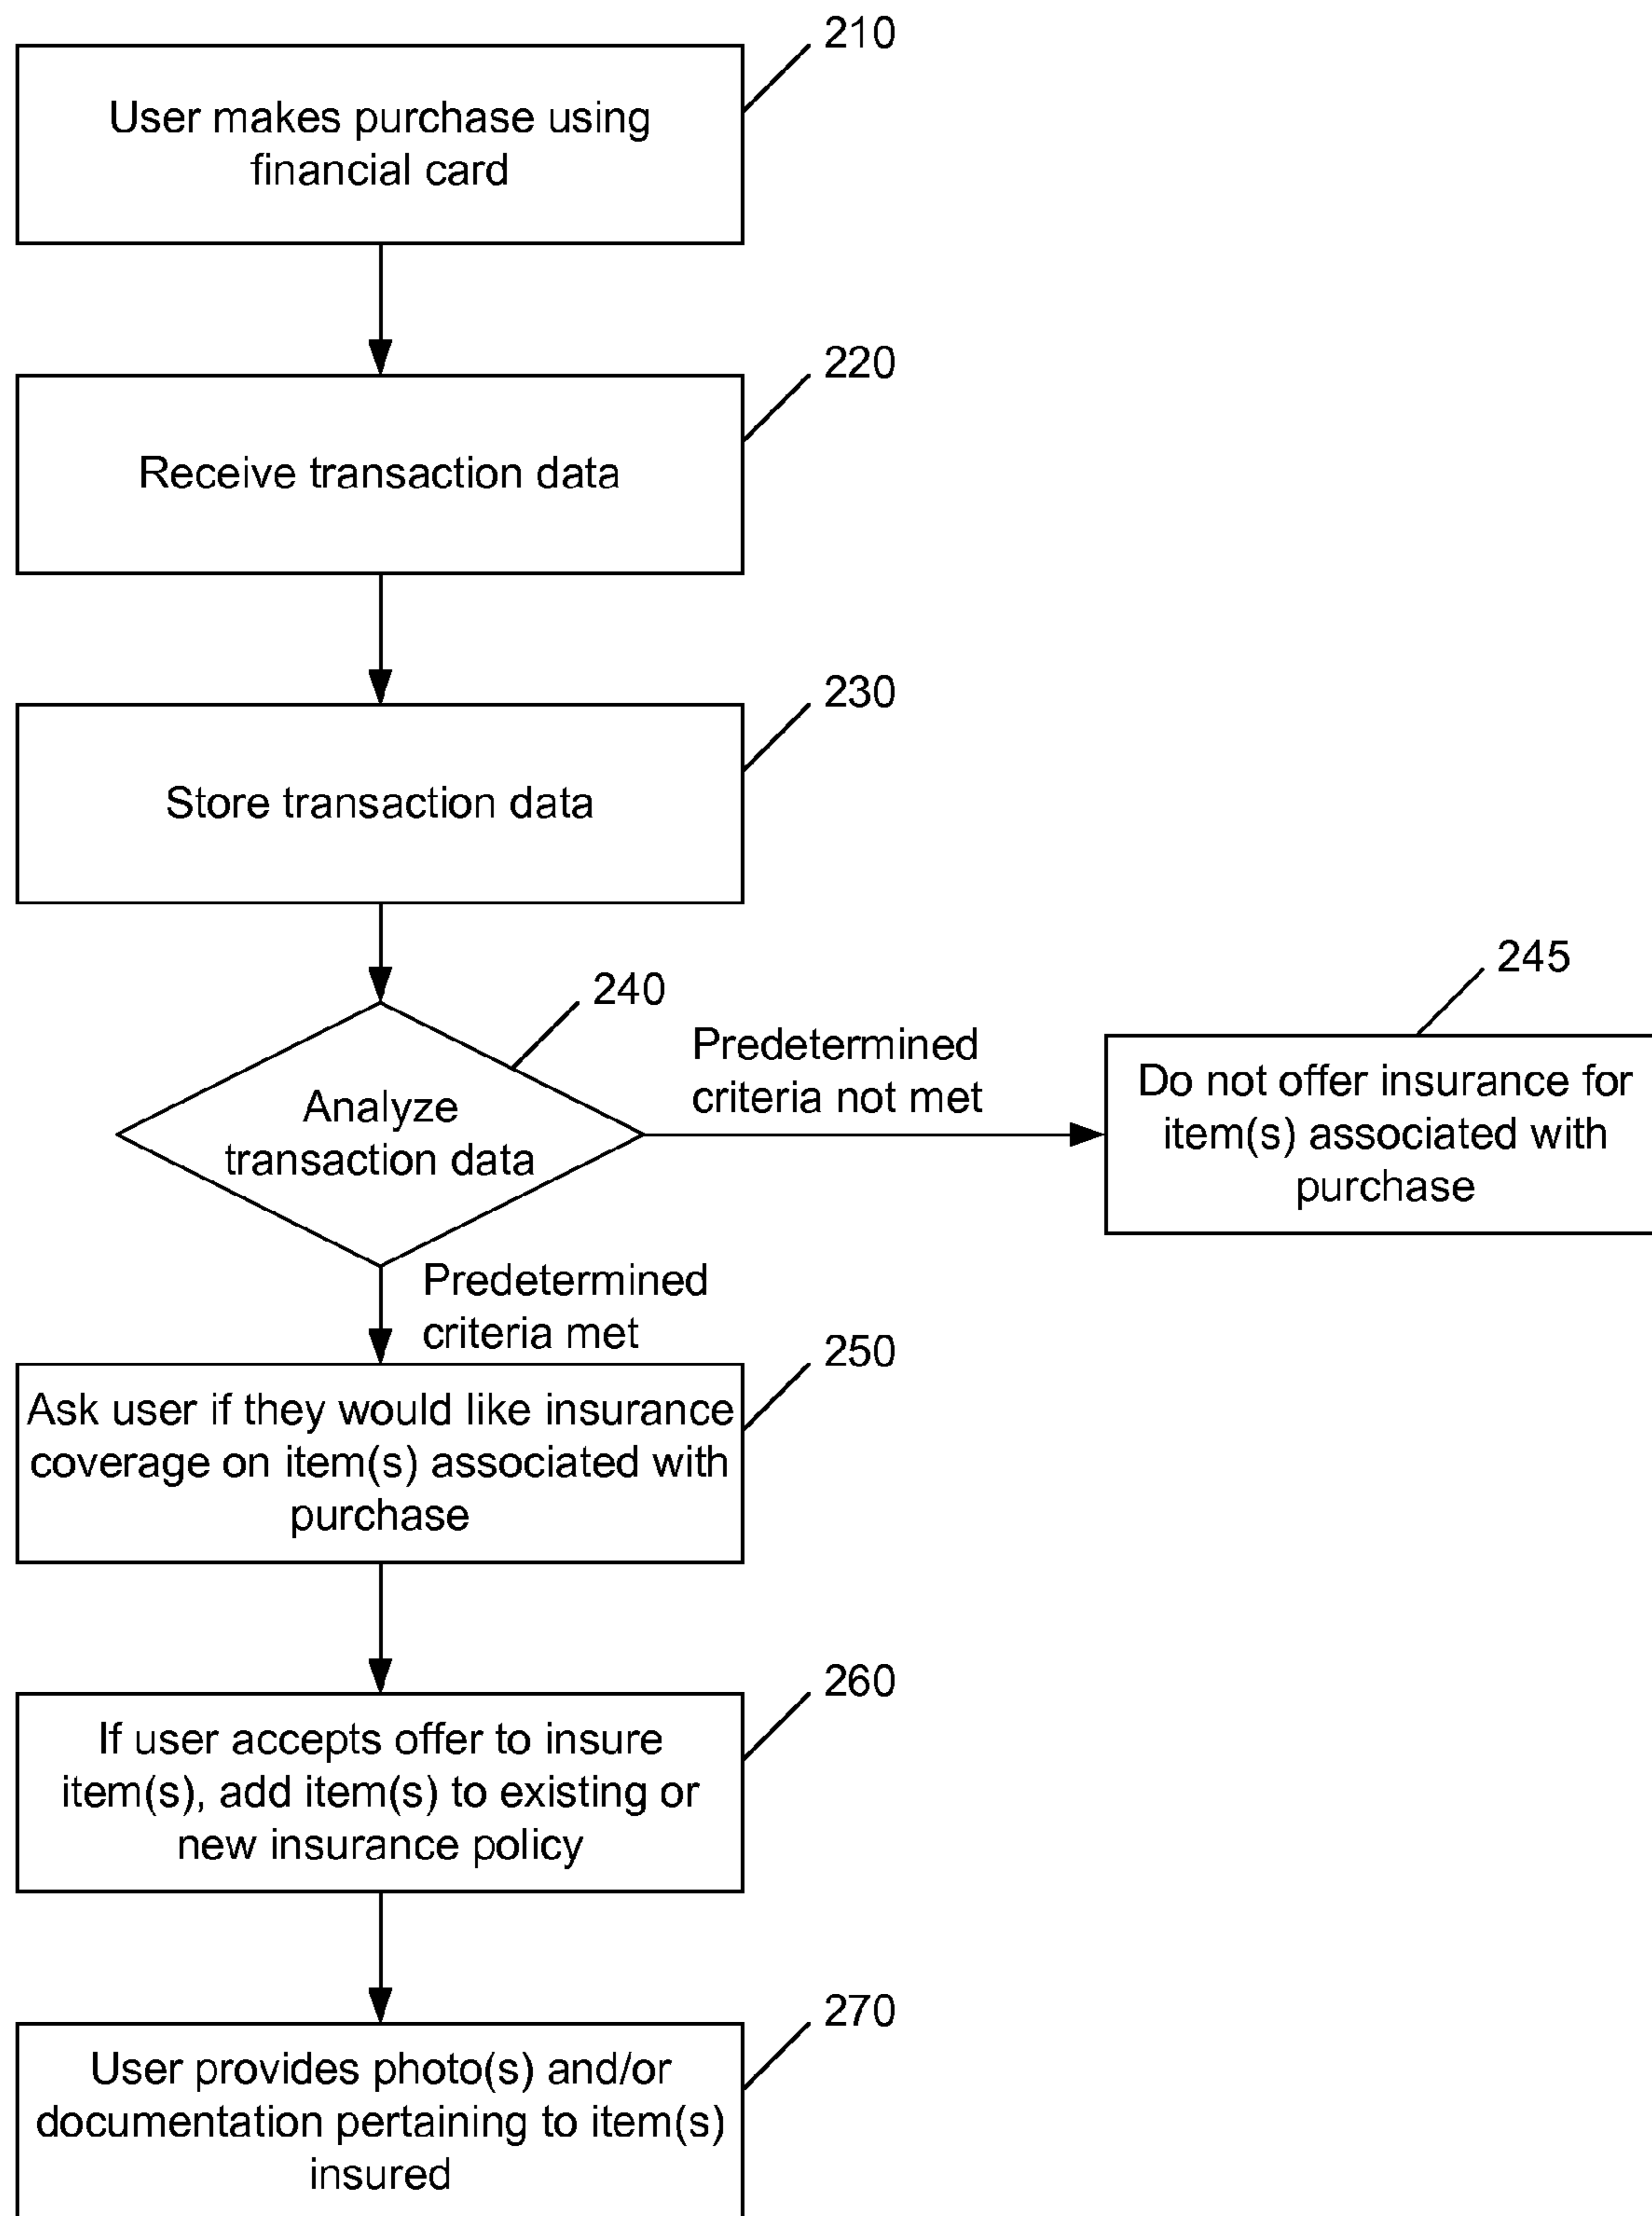 210
User makes purchase using
financial card
220
Receive transaction data
230
Store transaction data
240
Analyze
transaction data
Predetermined
criteria not met
245
Do not offer insurance for
item(s) associated with
purchase
Predetermined
criteria met
250
Ask user if they would like insurance
coverage on item(s) associated with
purchase
260
If user accepts offer to insure
item(s), add item(s) to existing or
new insurance policy
270
User provides photo(s) and/or
documentation pertaining to item(s)
insured